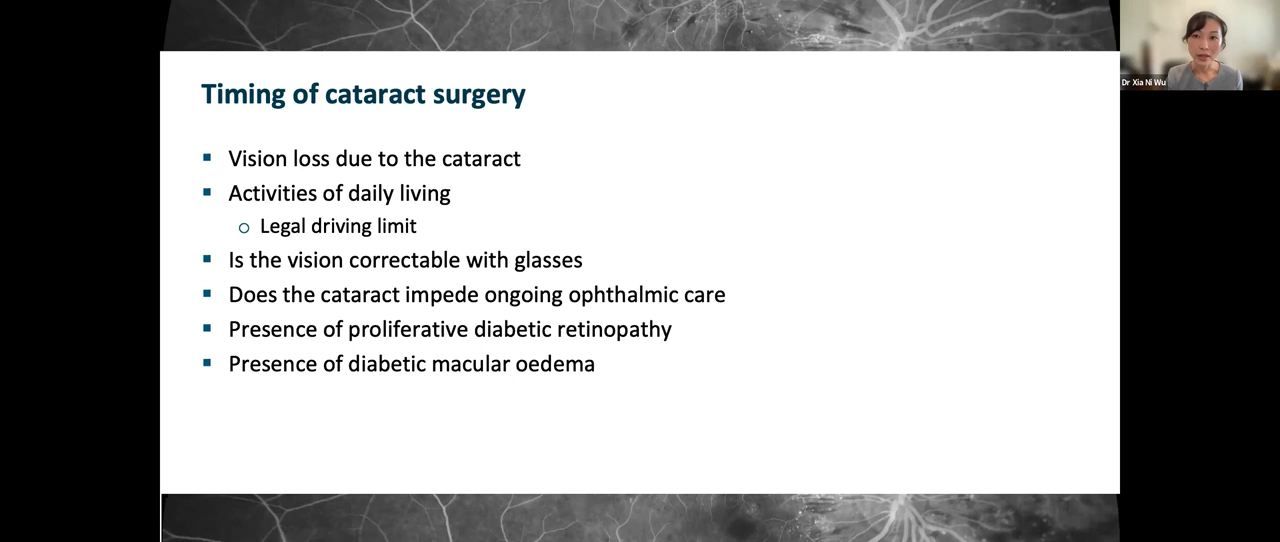 Timing of cataract surgery
Vision loss due to the cataract
Activities of daily living
Legal driving limit
Is the vision correctable with glasses
Does the cataract impede ongoing ophthalmic care
Presence of proliferative diabetic retinopathy
Presence of diabetic macular oedema
Dr Xia Ni Wu